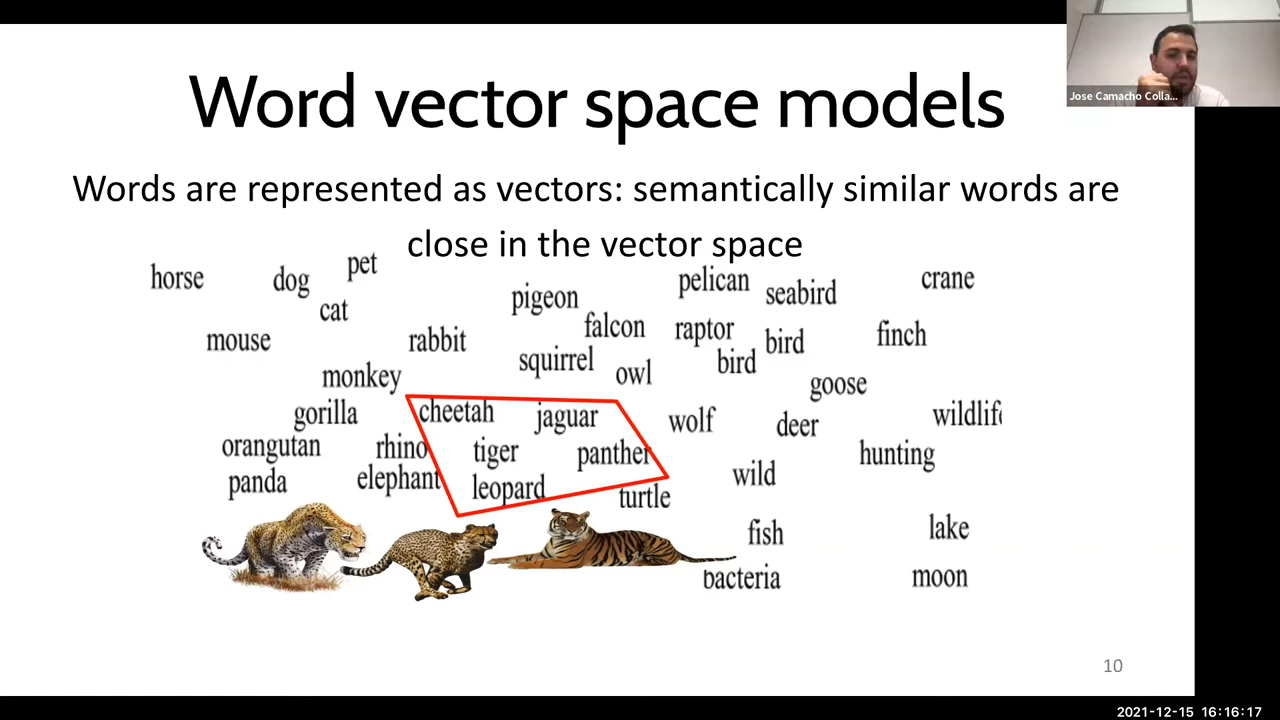 Word vector space models
Jose Camacho Colla...
Words are represented as vectors: semantically similar words are
close in the vector space
horse dog pet pelican seabird crane
cat pigeon
mouse rabbit falcon raptor bird finch
squirrel owl bird
monkey goose
gorilla cheetah jaguar wolf deer wildlife
orangutan rhino tiger panther hunting
panda elephant leopard turtle wild
fish lake
bacteria moon
10
2021-12-15 16:16:17